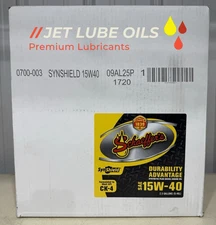 //JET LUBE OILS
Premium Lubricants
0700-003 SYNSHIELD 15W40 09AL25P 1
1720
Schaeffer's
DURABILITY
ADVANTAGE
CK-4
SAE 15W-40